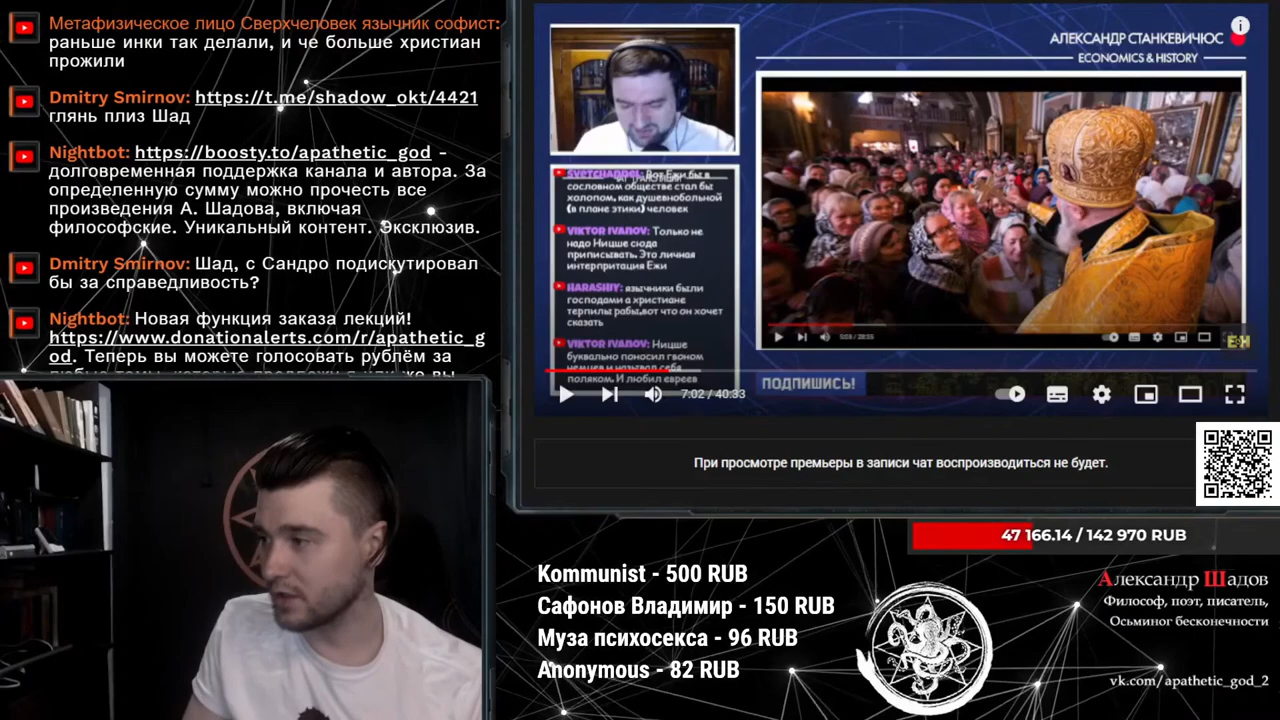 Метафизическое лицо Сверхчеловек язычник софист:
раньше инки так делали, и че больше христиан
прожили
Dmitry Smirnov: https://t.me/shadow_okt/4421
глянь плиз Шад
Nightbot: https://boosty.to/apathetic_god -
долговременная поддержка канала и автора. За
определенную сумму можно прочесть все
произведения А. Шадова, включая
философские. Уникальный контент. Эксклюзив.
Dmitry Smirnov: Шад, с Сандро подискутировал
бы за справедливость?
Nightbot: Новая функция заказа лекций!
https://www.donationalerts.com/r/apathetic_g
od. Теперь вы можете голосовать рублём за
АЛЕКСАНДР СТАНКЕВИЧЮС
ECONOMICS & HISTORY
Вот Ежи бы в
сословном обществе стал бы
холопом, как душевнобольной
(в плане этики) человек
VIKTOR IVANOV: Только не
надо Ницше сюда
приписывать. Это личная
интерпритация Ежи
HARASHIY: язычники были
господами а христиане
терпилы рабы,вот что он хочет
сказать
VIKTOR IVANOV: Ницше
буквально поносил гвоном
немцев и называл себя
поляком. И любил евреев
5:08 / 28:55
ПОДПИШИСЬ!
7:02 / 40:33
При просмотре премьеры в записи чат воспроизводиться не будет.
47 166.14 / 142 970 RUB
Kommunist - 500 RUB
Сафонов Владимир - 150 RUB
Муза психосекса - 96 RUB
Anonymous - 82 RUB
Александр Шадов
Философ, поэт, писатель,
Осьминог бесконечности
vk.com/apathetic_god_2